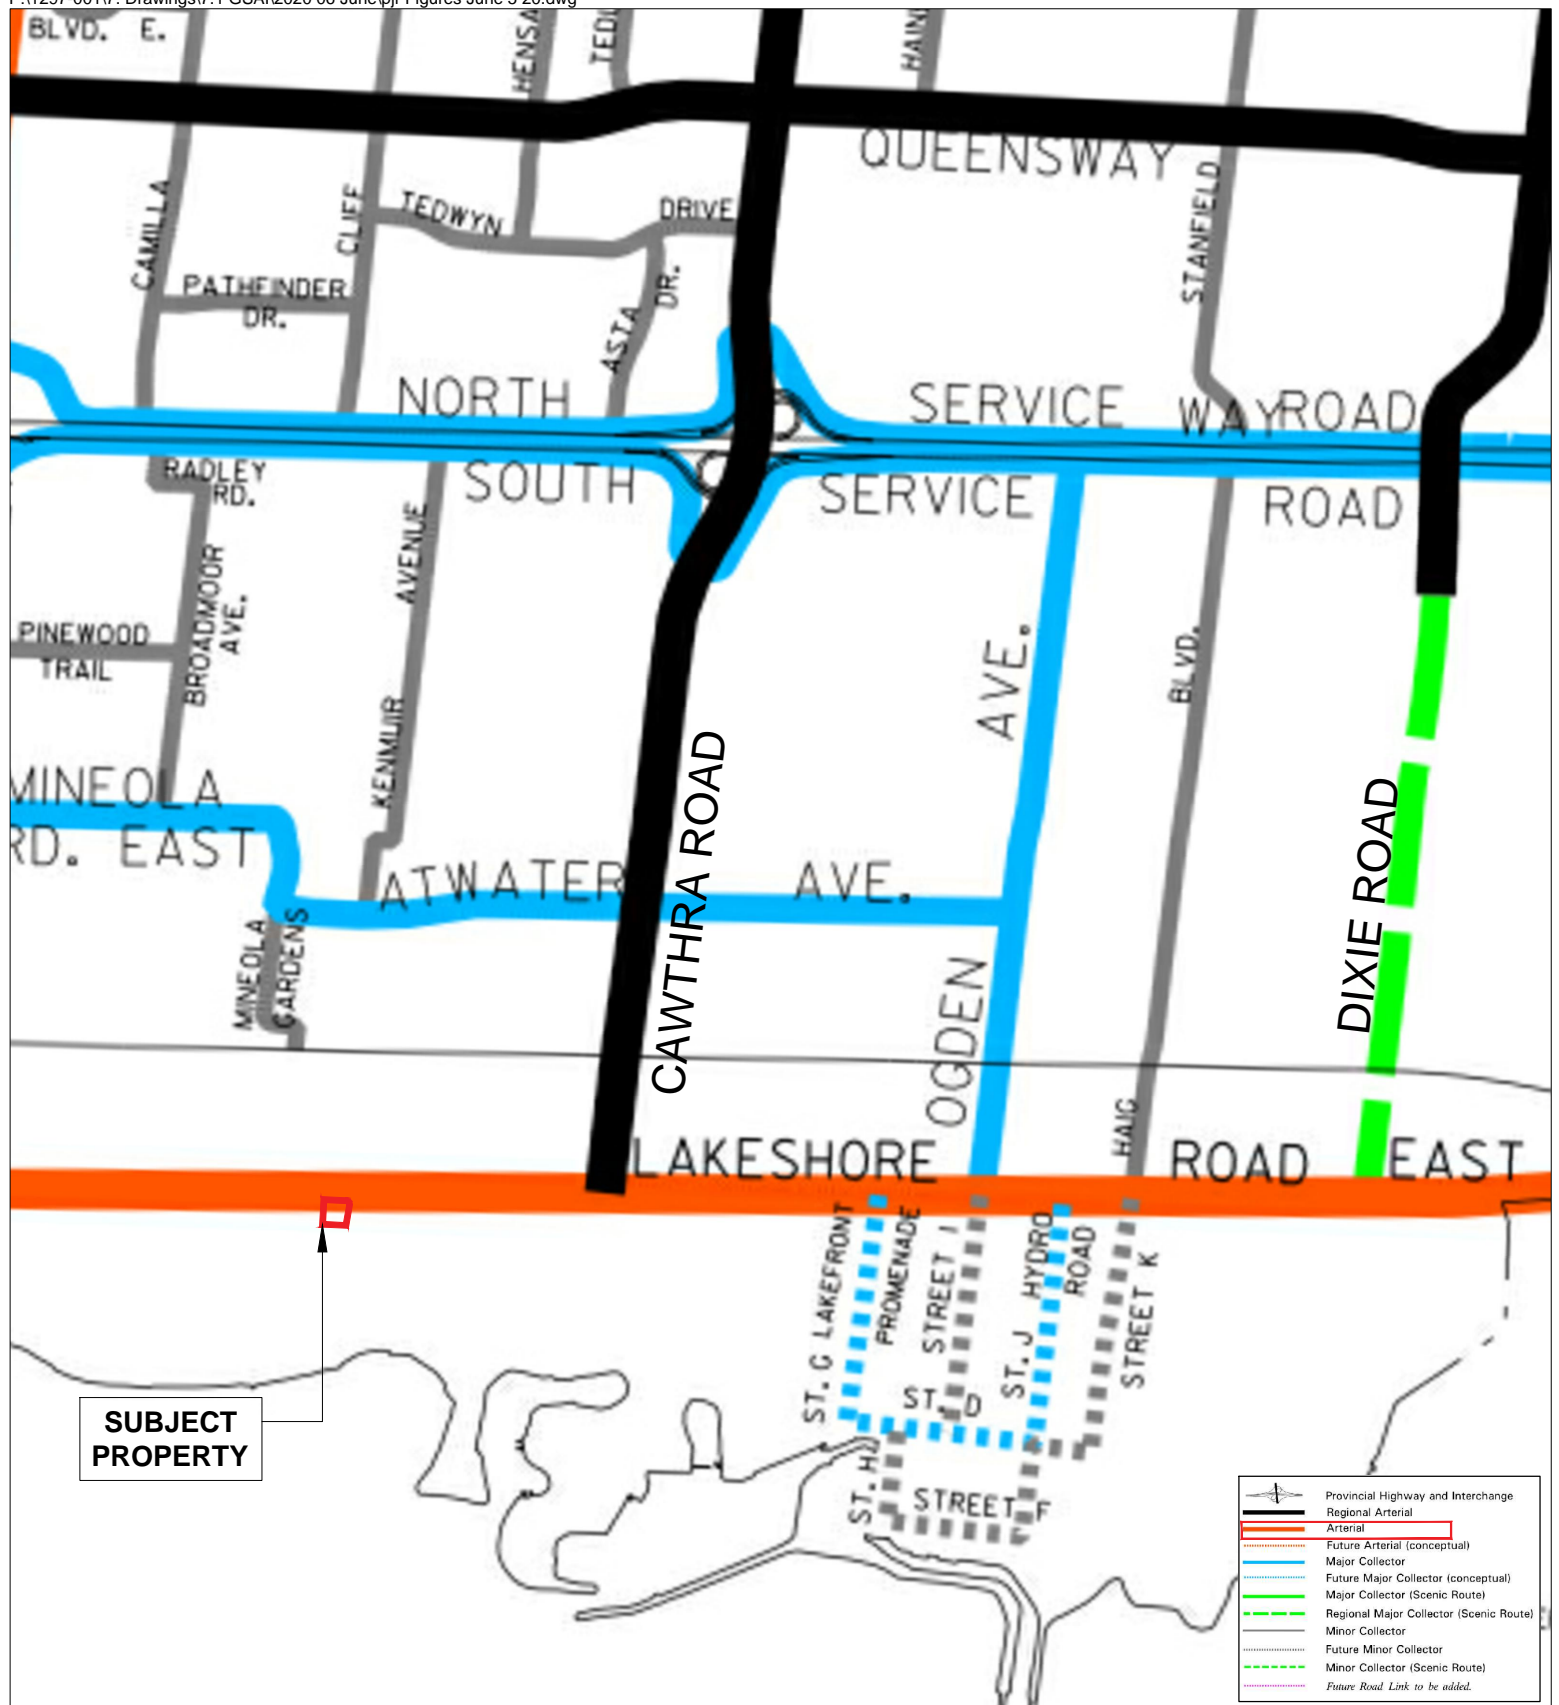 BLVD. E.
HENSA
TEDL
HAIN
QUEENSWAY
CAMILLA
CLIFF
TEDWYN
DRIVE
STANFIELD
PATHFINDER
DR.
ASTA
DR.
NORTH
SERVICE
WAY
ROAD
RADLEY
RD.
SOUTH
SERVICE
ROAD
AVENUE
BROADMOOR
AVE.
PINEWOOD
TRAIL
AVE.
BLVD.
KENMUIR
CAWTHRA ROAD
DIXIE ROAD
MINEOLA
RD. EAST
ATWATER
AVE.
MINEOLA
GARDENS
OGDEN
HAIG
LAKESHORE
ROAD
EAST
ST. G LAKEFRONT
PROMENADE
STREET I
ST. J
HYDRO
ROAD
STREET K
ST. D
ST. H
STREET F
SUBJECT
PROPERTY
Provincial Highway and Interchange
Regional Arterial
Arterial
Future Arterial (conceptual)
Major Collector
Future Major Collector (conceptual)
Major Collector (Scenic Route)
Regional Major Collector (Scenic Route)
Minor Collector
Future Minor Collector
Minor Collector (Scenic Route)
Future Road Link to be added.